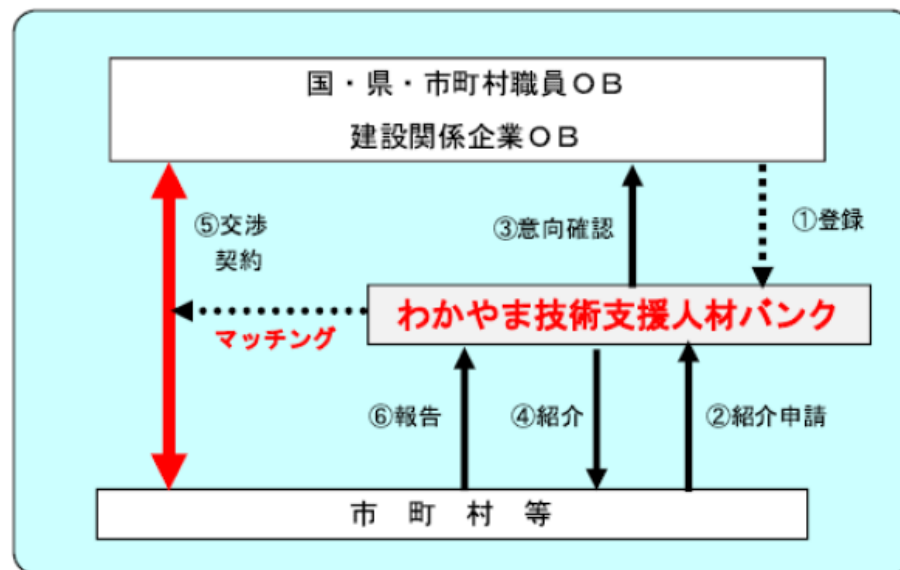 国・県・市町村職員ＯＢ
建設関係企業ＯＢ
⑤交渉
契約
③意向確認
①登録
わかやま技術支援人材バンク
マッチング
⑥報告
④紹介
②紹介申請
市　町　村　等